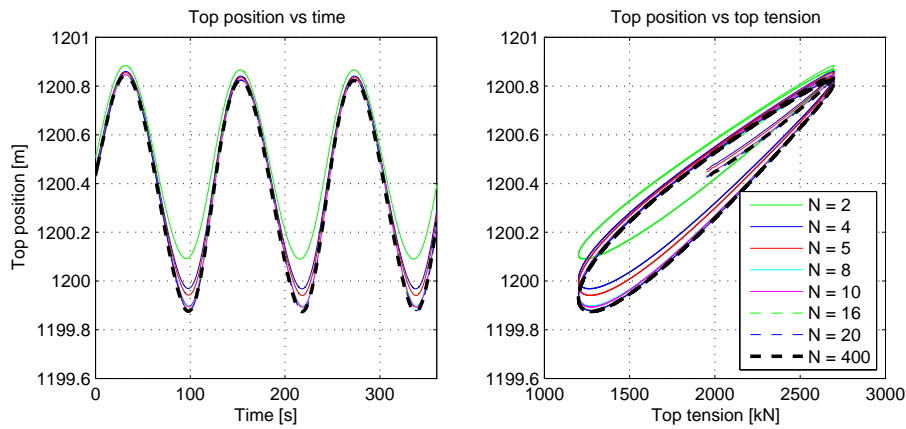 Top position vs time
Top position [m]
1201
1200.8
1200.6
1200.4
1200.2
1200
1199.8
1199.6
0
100
200
300
Time [s]
Top position vs top tension
1201
1200.8
1200.6
1200.4
1200.2
1200
1199.8
1199.6
1000
1500
2000
2500
3000
Top tension [kN]
N = 2
N = 4
N = 5
N = 8
N = 10
N = 16
N = 20
N = 400